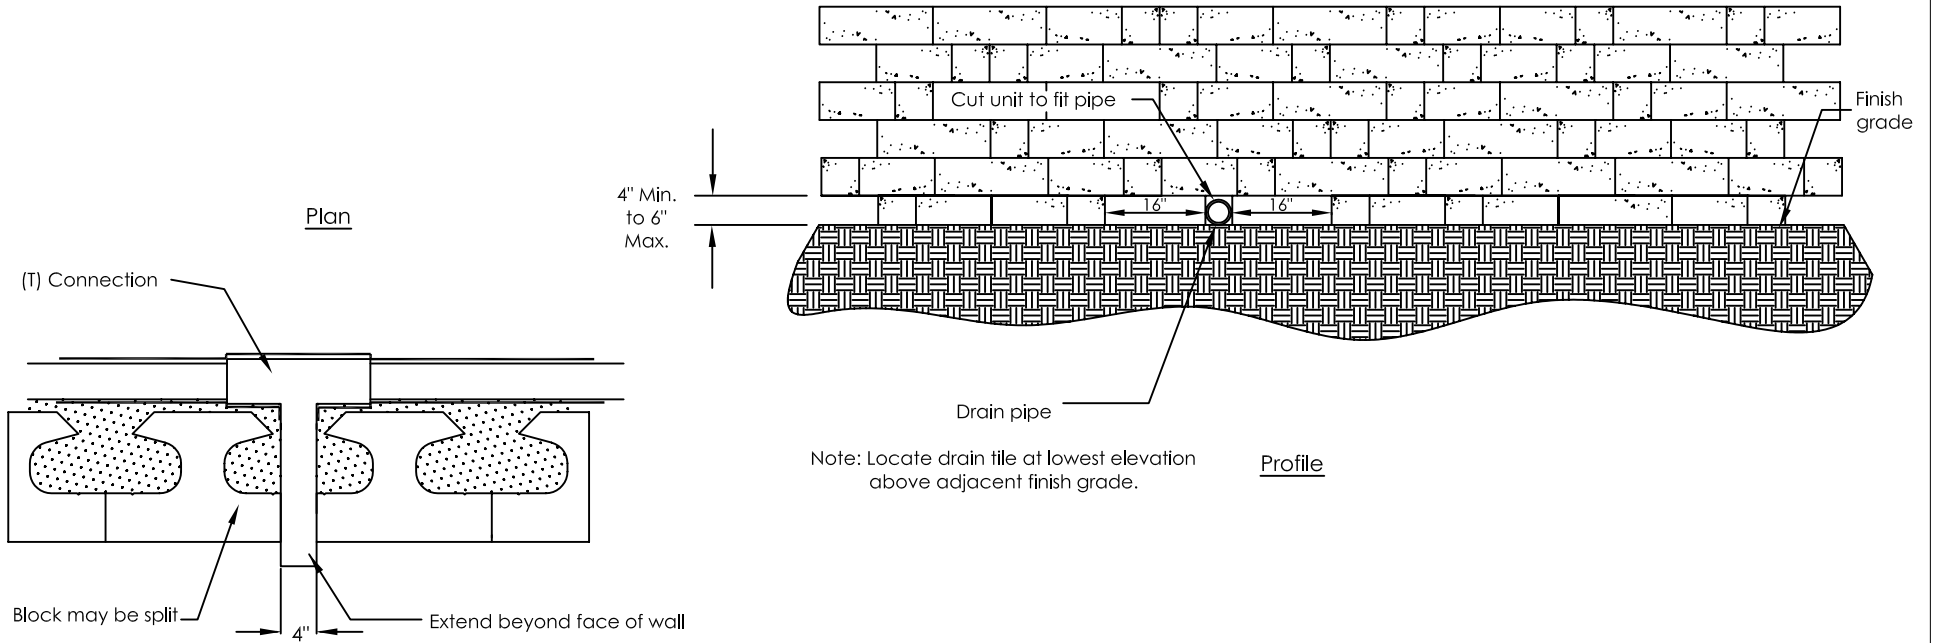 Cut unit to fit pipe
Finish
grade
4" Min.
to 6"
Max.
16"
16"
Plan
(T) Connection
Drain pipe
Note: Locate drain tile at lowest elevation
above adjacent finish grade.
Profile
Block may be split
4"
Extend beyond face of wall